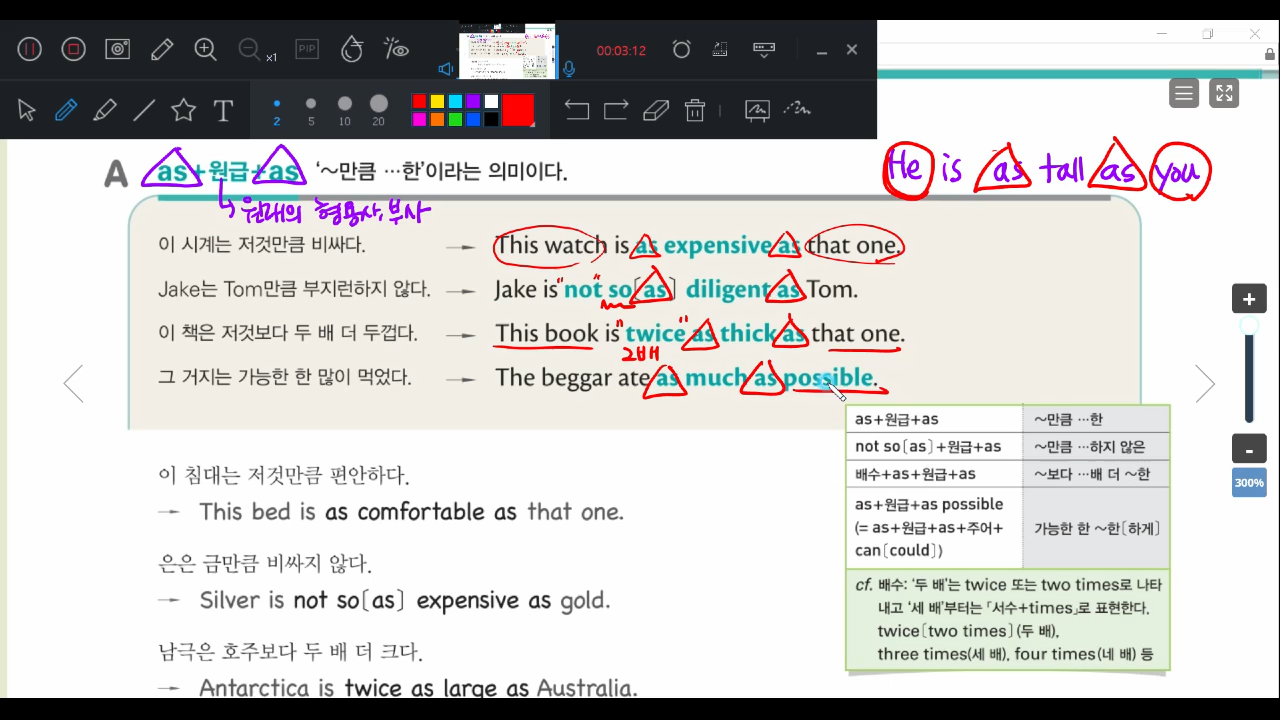 PIP
x1
00:03:12
T
2
5
10
20
A as+원급+as '~만큼 …한'이라는 의미이다.
원래의 형용사, 부사
He is as tall as you
이 시계는 저것만큼 비싸다. → This watch is as expensive as that one.
Jake는 Tom만큼 부지런하지 않다. → Jake is "not" so[as] diligent as Tom.
이 책은 저것보다 두 배 더 두껍다. → This book is "twice" as thick as that one.
2배
그 거지는 가능한 한 많이 먹었다. → The beggar ate as much as possible.
이 침대는 저것만큼 편안하다.
→ This bed is as comfortable as that one.
은은 금만큼 비싸지 않다.
→ Silver is not so[as] expensive as gold.
남극은 호주보다 두 배 더 크다.
→ Antarctica is twice as large as Australia.
as+원급+as ~만큼 …한
not so[as]+원급+as ~만큼 …하지 않은
배수+as+원급+as ~보다 …배 더 ~한
as+원급+as possible
(= as+원급+as+주어+
can[could])
가능한 한 ~한[하게]
cf. 배수: '두 배'는 twice 또는 two times로 나타
내고 '세 배'부터는 「서수+times」로 표현한다.
twice[two times](두 배),
three times(세 배), four times(네 배) 등
+
-
300%